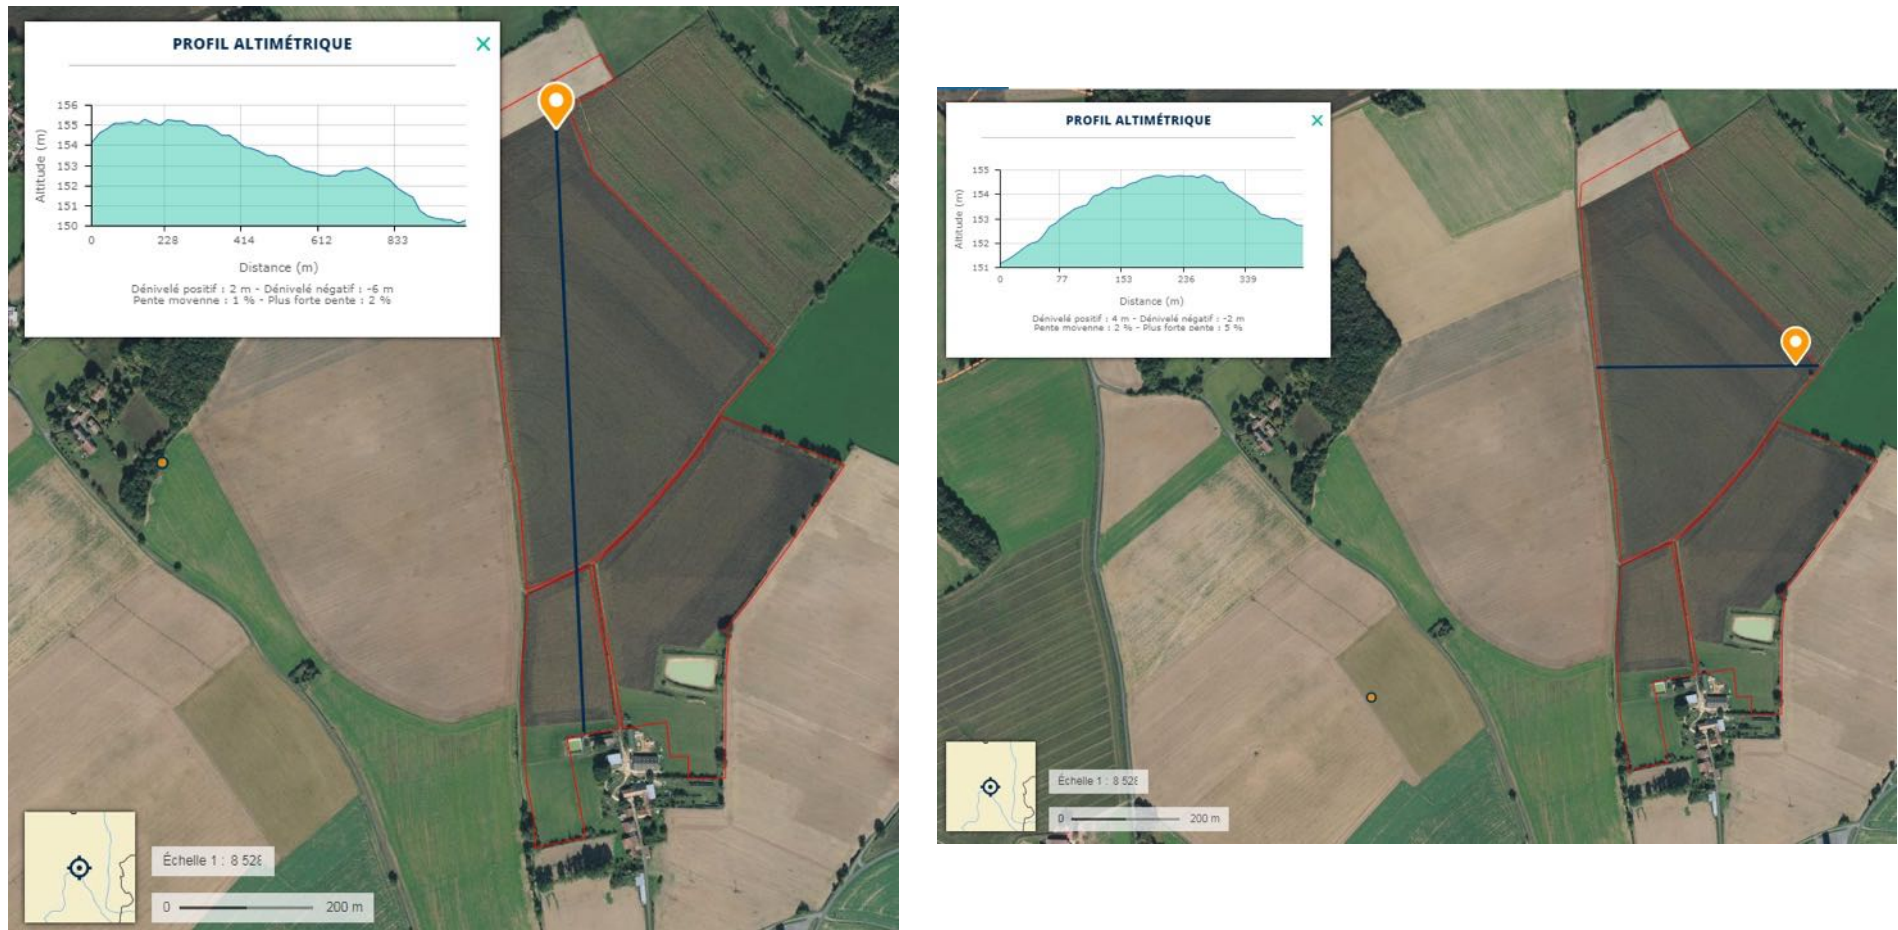 PROFIL ALTIMÉTRIQUE
156
155
154
153
152
151
150
Altitude (m)
0 228 414 612 833
Distance (m)
Dénivelé positif : 2 m - Dénivelé négatif : -6 m
Pente moyenne : 1 % - Plus forte pente : 2 %
Échelle 1 : 8 528
0 200 m
PROFIL ALTIMÉTRIQUE
155
154
153
152
151
Altitude (m)
0 77 153 236 339
Distance (m)
Dénivelé positif : 4 m - Dénivelé négatif : -2 m
Pente moyenne : 2 % - Plus forte pente : 5 %
Échelle 1 : 8 528
0 200 m